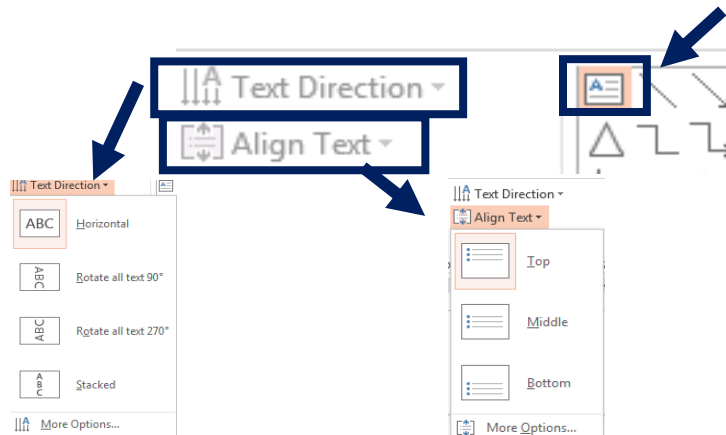 Text Direction
Align Text
A
Text Direction
ABC Horizontal
ABC Rotate all text 90°
ABC Rotate all text 270°
ABC Stacked
More Options...
Text Direction
Align Text
Top
Middle
Bottom
More Options...